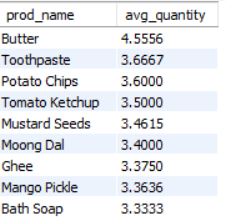 prod_name avg_quantity
Butter 4.5556
Toothpaste 3.6667
Potato Chips 3.6000
Tomato Ketchup 3.5000
Mustard Seeds 3.4615
Moong Dal 3.4000
Ghee 3.3750
Mango Pickle 3.3636
Bath Soap 3.3333